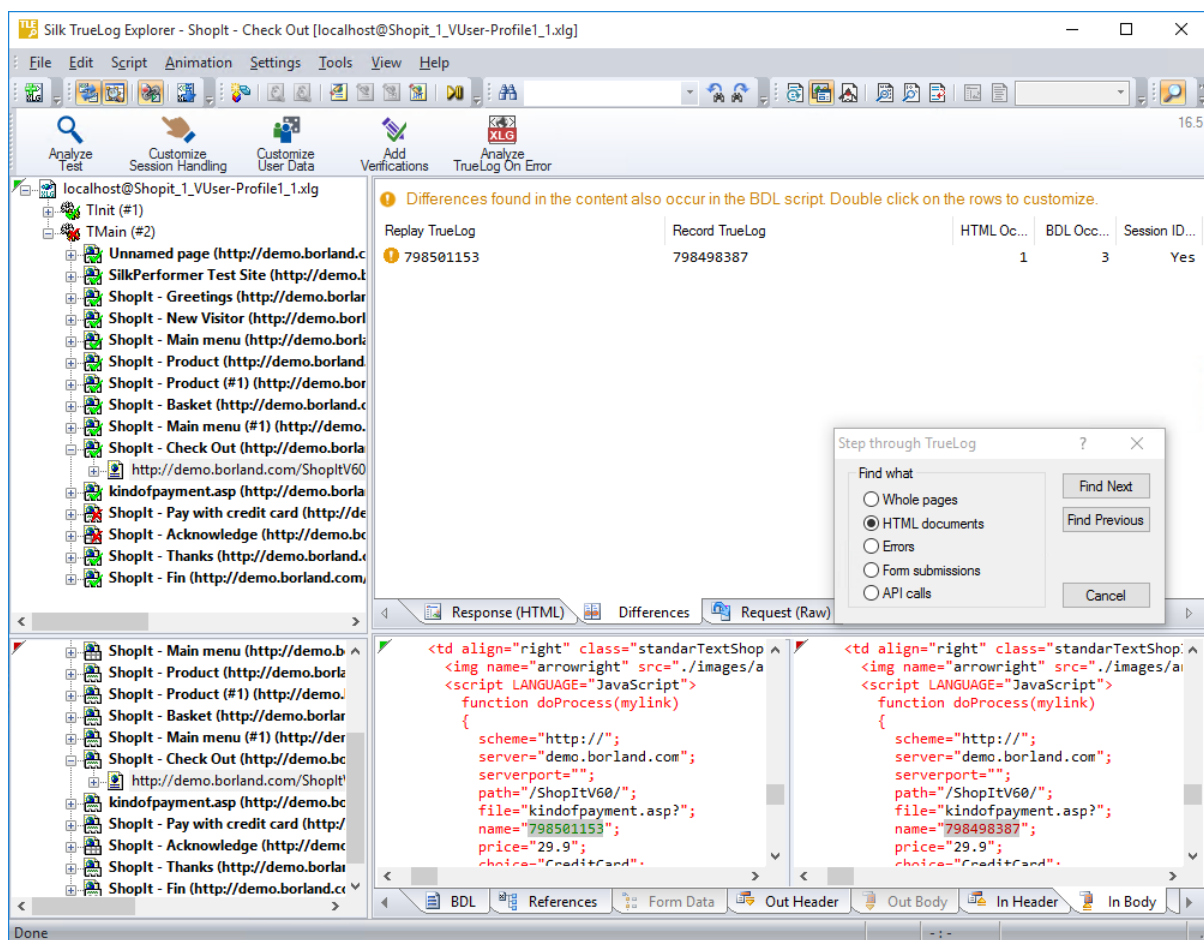 Silk TrueLog Explorer - ShopIt - Check Out [localhost@Shopit_1_VUser-Profile1_1.xlg]
File Edit Script Animation Settings Tools View Help
16.5
Analyze Test
Customize Session Handling
Customize User Data
Add Verifications
XLG
Analyze TrueLog On Error
localhost@Shopit_1_VUser-Profile1_1.xlg
TInit (#1)
TMain (#2)
Unnamed page (http://demo.borland.c
SilkPerformer Test Site (http://demo.b
ShopIt - Greetings (http://demo.borlar
ShopIt - New Visitor (http://demo.borl
ShopIt - Main menu (http://demo.borla
ShopIt - Product (http://demo.borland.
ShopIt - Product (#1) (http://demo.bor
ShopIt - Basket (http://demo.borland.c
ShopIt - Main menu (#1) (http://demo.
ShopIt - Check Out (http://demo.borla
http://demo.borland.com/ShopItV60
kindofpayment.asp (http://demo.borla
ShopIt - Pay with credit card (http://de
ShopIt - Acknowledge (http://demo.bo
ShopIt - Thanks (http://demo.borland.c
ShopIt - Fin (http://demo.borland.com,
Differences found in the content also occur in the BDL script. Double click on the rows to customize.
Replay TrueLog Record TrueLog HTML Oc... BDL Occ... Session ID...
798501153 798498387 1 3 Yes
Step through TrueLog ?
Find what
Whole pages
HTML documents
Errors
Form submissions
API calls
Find Next
Find Previous
Cancel
Response (HTML) Differences Request (Raw)
ShopIt - Main menu (http://demo.b
ShopIt - Product (http://demo.borla
ShopIt - Product (#1) (http://demo.
ShopIt - Basket (http://demo.borlar
ShopIt - Main menu (#1) (http://der
ShopIt - Check Out (http://demo.bo
http://demo.borland.com/ShopItV
kindofpayment.asp (http://demo.bo
ShopIt - Pay with credit card (http:/
ShopIt - Acknowledge (http://demo
ShopIt - Thanks (http://demo.borla
ShopIt - Fin (http://demo.borland.co
<td align="right" class="standarTextShop
<img name="arrowright" src="./images/a
<script LANGUAGE="JavaScript">
function doProcess(mylink)
{
scheme="http://";
server="demo.borland.com";
serverport="";
path="/ShopItV60/";
file="kindofpayment.asp?";
name="798501153";
price="29.9";
choice="CreditCard";
<td align="right" class="standarTextShop
<img name="arrowright" src="./images/a
<script LANGUAGE="JavaScript">
function doProcess(mylink)
{
scheme="http://";
server="demo.borland.com";
serverport="";
path="/ShopItV60/";
file="kindofpayment.asp?";
name="798498387";
price="29.9";
choice="CreditCard";
BDL References Form Data Out Header Out Body In Header In Body
Done -:-